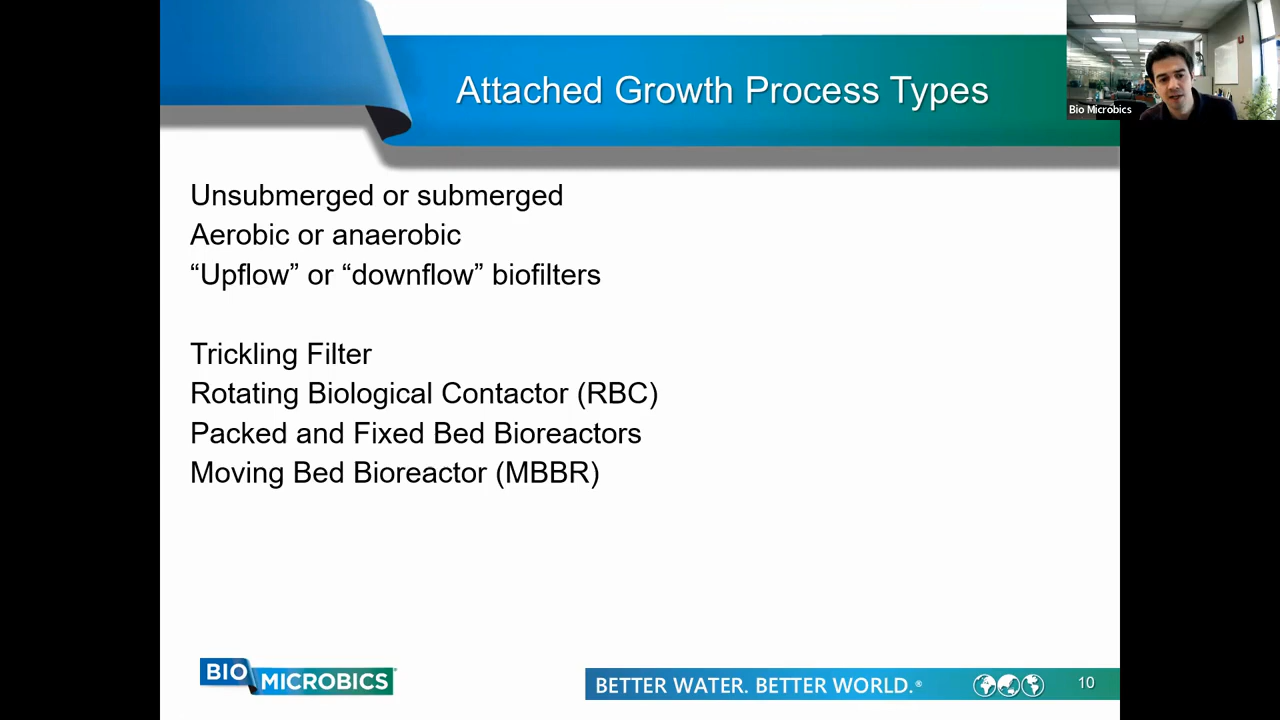 Attached Growth Process Types
Bio Microbics
Unsubmerged or submerged
Aerobic or anaerobic
“Upflow” or “downflow” biofilters
Trickling Filter
Rotating Biological Contactor (RBC)
Packed and Fixed Bed Bioreactors
Moving Bed Bioreactor (MBBR)
BIO MICROBICS®
BETTER WATER. BETTER WORLD.®
10